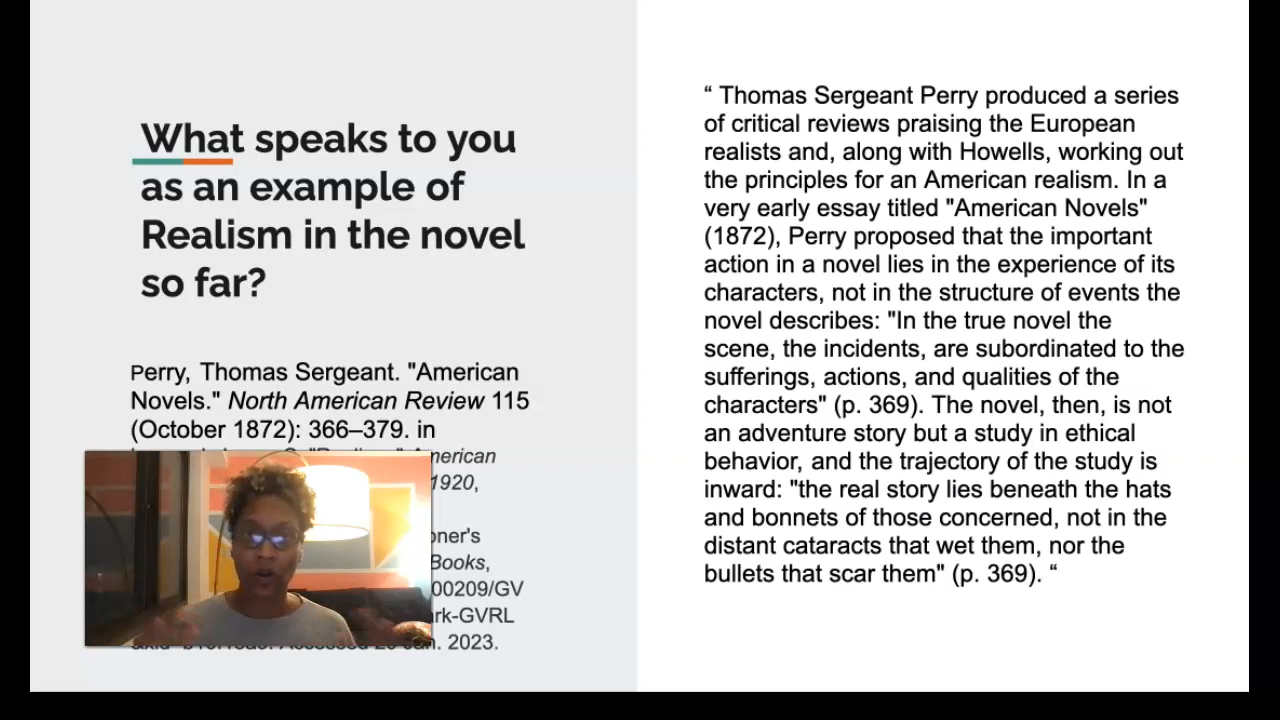 What speaks to you
as an example of
Realism in the novel
so far?
Perry, Thomas Sergeant. "American
Novels." North American Review 115
(October 1872): 366–379. in
American
1920,
Books,
00209/GV
rk-GVRL
2023.
“ Thomas Sergeant Perry produced a series
of critical reviews praising the European
realists and, along with Howells, working out
the principles for an American realism. In a
very early essay titled "American Novels"
(1872), Perry proposed that the important
action in a novel lies in the experience of its
characters, not in the structure of events the
novel describes: "In the true novel the
scene, the incidents, are subordinated to the
sufferings, actions, and qualities of the
characters" (p. 369). The novel, then, is not
an adventure story but a study in ethical
behavior, and the trajectory of the study is
inward: "the real story lies beneath the hats
and bonnets of those concerned, not in the
distant cataracts that wet them, nor the
bullets that scar them" (p. 369). “